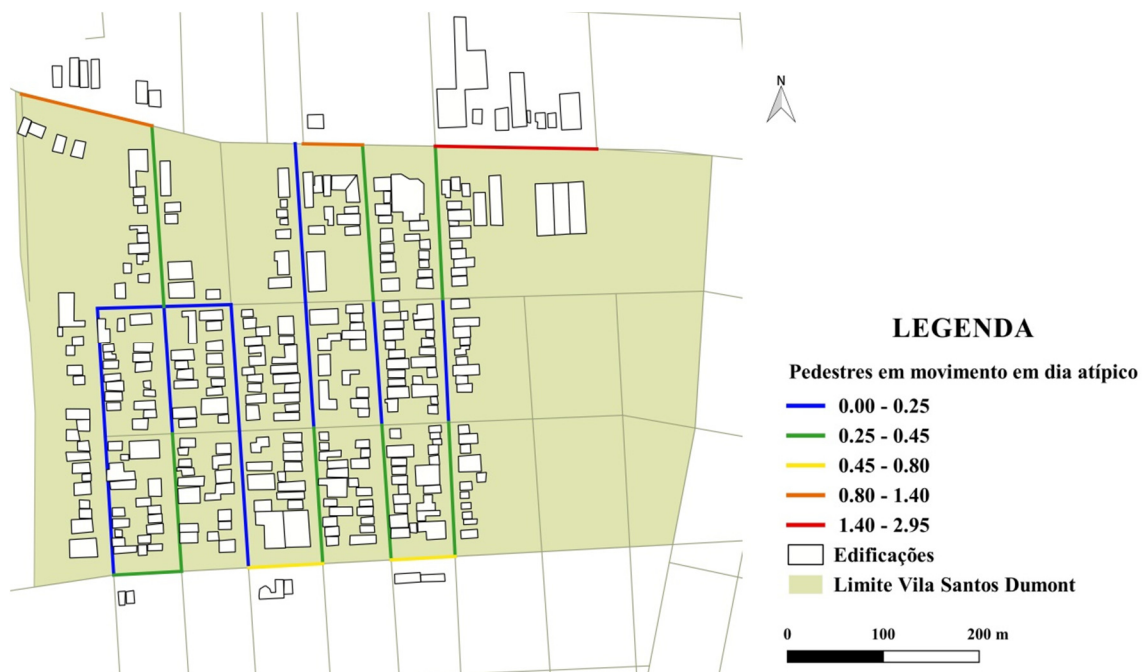 N
LEGENDA
Pedestres em movimento em dia atípico
0.00 - 0.25
0.25 - 0.45
0.45 - 0.80
0.80 - 1.40
1.40 - 2.95
Edificações
Limite Vila Santos Dumont
0 100 200 m